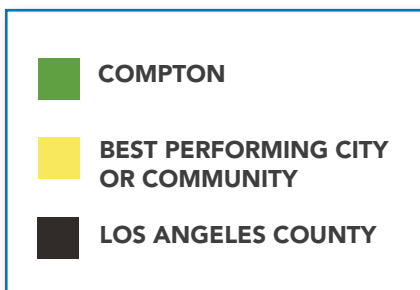 COMPTON
BEST PERFORMING CITY
OR COMMUNITY
LOS ANGELES COUNTY